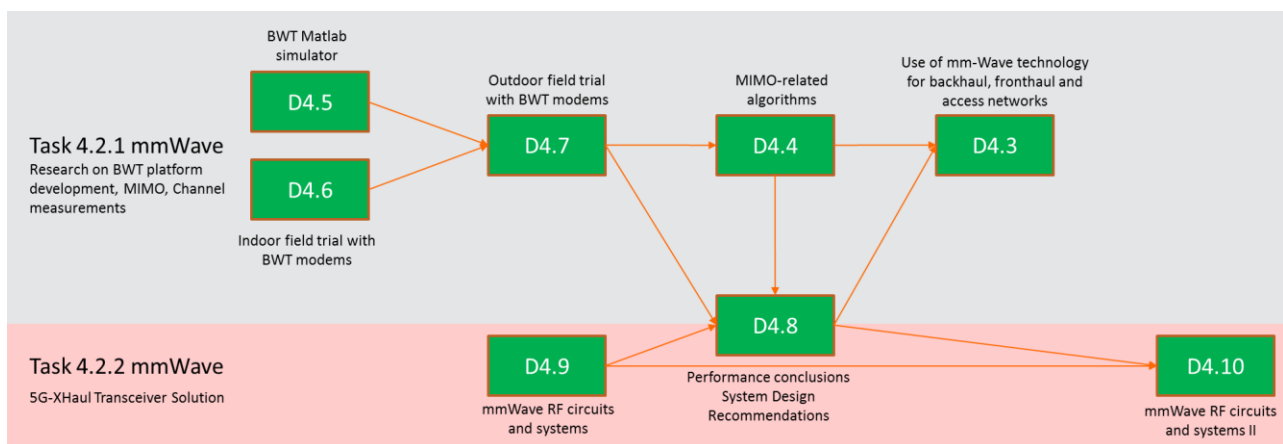 BWT Matlab
simulator
D4.5
Outdoor field trial
with BWT modems
D4.7
MIMO-related
algorithms
D4.4
Use of mm-Wave technology
for backhaul, fronthaul and
access networks
D4.3
Task 4.2.1 mmWave
Research on BWT platform
development, MIMO, Channel
measurements
D4.6
Indoor field trial with
BWT modems
D4.8
Performance conclusions
System Design
Recommendations
Task 4.2.2 mmWave
5G-XHaul Transceiver Solution
D4.9
mmWave RF circuits
and systems
D4.10
mmWave RF circuits
and systems II